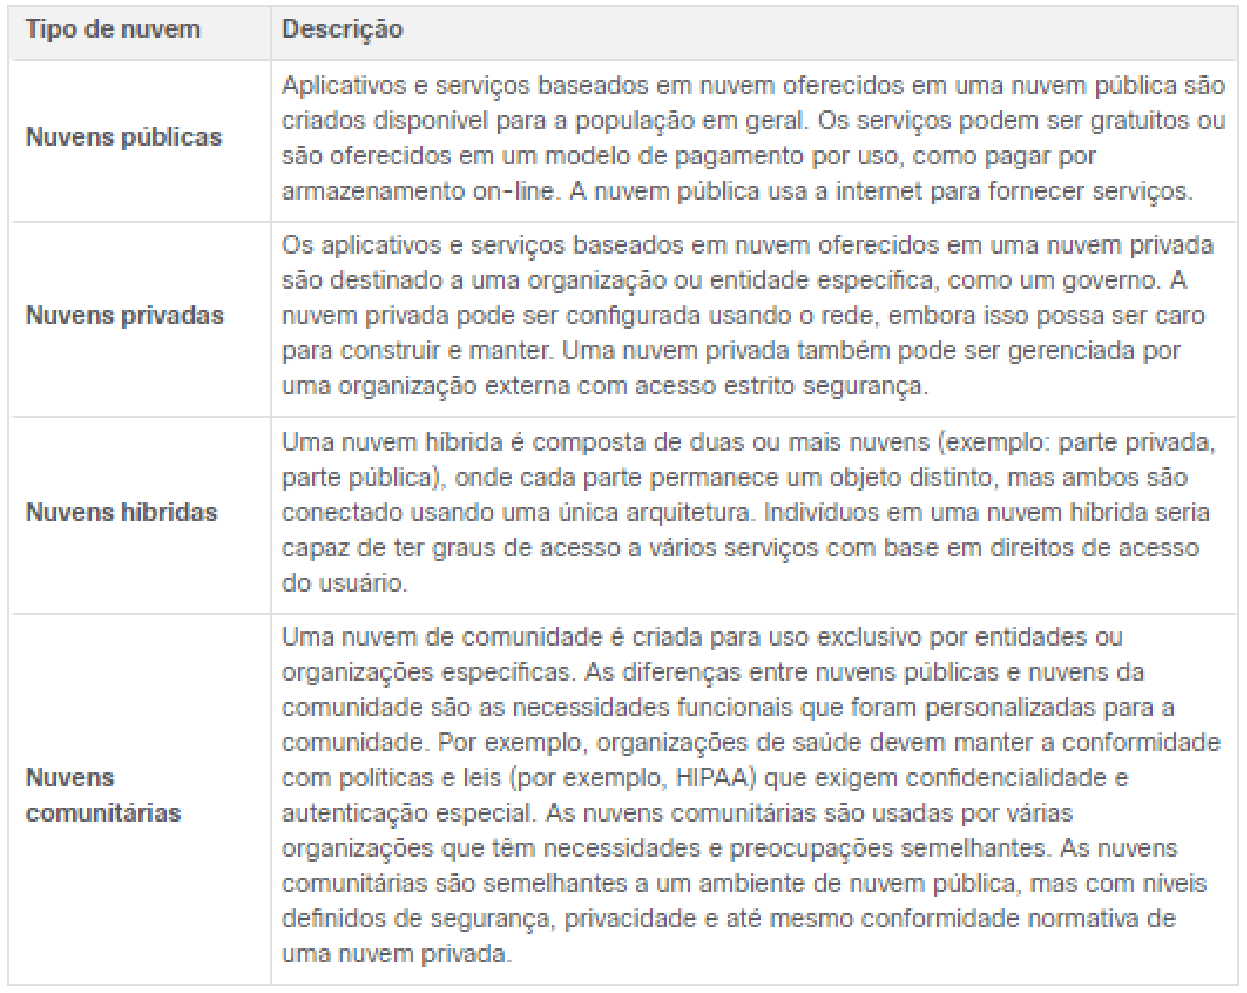 Tipo de nuvem
Descrição
Nuvens públicas
Aplicativos e serviços baseados em nuvem oferecidos em uma nuvem pública são
criados disponível para a população em geral. Os serviços podem ser gratuitos ou
são oferecidos em um modelo de pagamento por uso, como pagar por
armazenamento on-line. A nuvem pública usa a internet para fornecer serviços.
Nuvens privadas
Os aplicativos e serviços baseados em nuvem oferecidos em uma nuvem privada
são destinado a uma organização ou entidade específica, como um governo. A
nuvem privada pode ser configurada usando o rede, embora isso possa ser caro
para construir e manter. Uma nuvem privada também pode ser gerenciada por
uma organização externa com acesso estrito segurança.
Nuvens híbridas
Uma nuvem híbrida é composta de duas ou mais nuvens (exemplo: parte privada,
parte pública), onde cada parte permanece um objeto distinto, mas ambos são
conectado usando uma única arquitetura. Indivíduos em uma nuvem híbrida seria
capaz de ter graus de acesso a vários serviços com base em direitos de acesso
do usuário.
Nuvens
comunitárias
Uma nuvem de comunidade é criada para uso exclusivo por entidades ou
organizações específicas. As diferenças entre nuvens públicas e nuvens da
comunidade são as necessidades funcionais que foram personalizadas para a
comunidade. Por exemplo, organizações de saúde devem manter a conformidade
com políticas e leis (por exemplo, HIPAA) que exigem confidencialidade e
autenticação especial. As nuvens comunitárias são usadas por várias
organizações que têm necessidades e preocupações semelhantes. As nuvens
comunitárias são semelhantes a um ambiente de nuvem pública, mas com níveis
definidos de segurança, privacidade e até mesmo conformidade normativa de
uma nuvem privada.